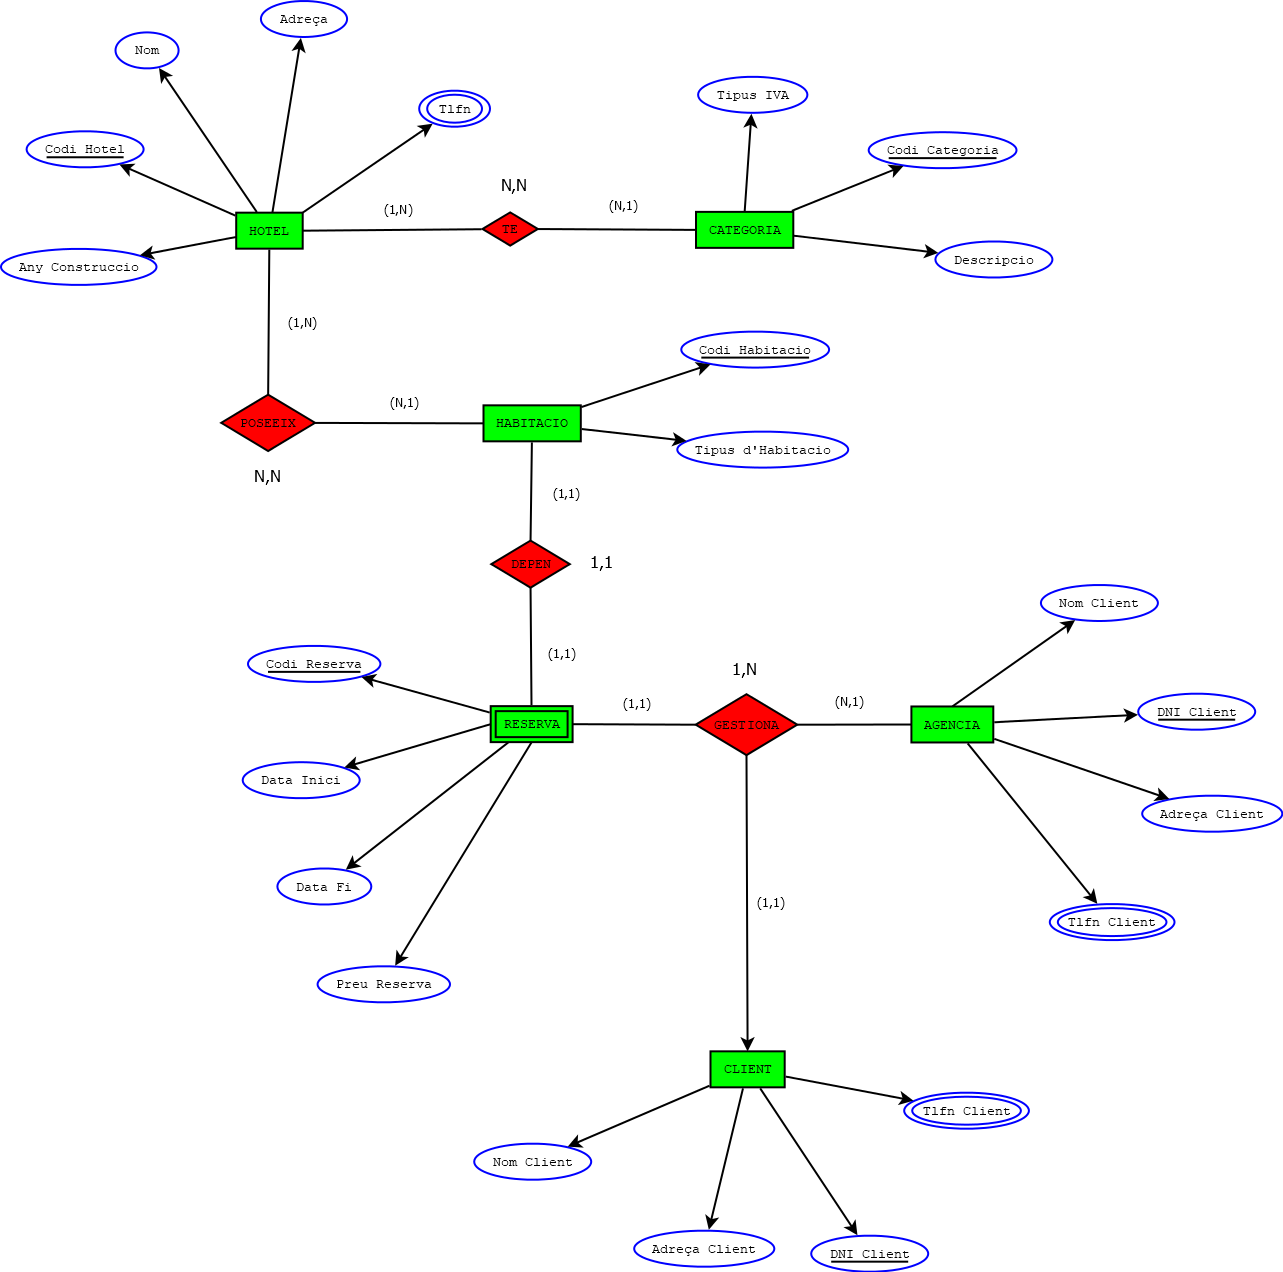 Adreça
Nom
Tlfn
Tipus IVA
Codi Hotel
Codi Categoria
N,N
(1,N)
(N,1)
HOTEL
TE
CATEGORIA
Any Construccio
Descripcio
(1,N)
Codi Habitacio
(N,1)
POSEEIX
HABITACIO
Tipus d'Habitacio
N,N
(1,1)
DEPEN
1,1
Nom Client
(1,1)
Codi Reserva
1,N
(1,1)
(N,1)
DNI Client
RESERVA
GESTIONA
AGENCIA
Data Inici
Adreça Client
Data Fi
(1,1)
Tlfn Client
Preu Reserva
CLIENT
Tlfn Client
Nom Client
Adreça Client
DNI Client